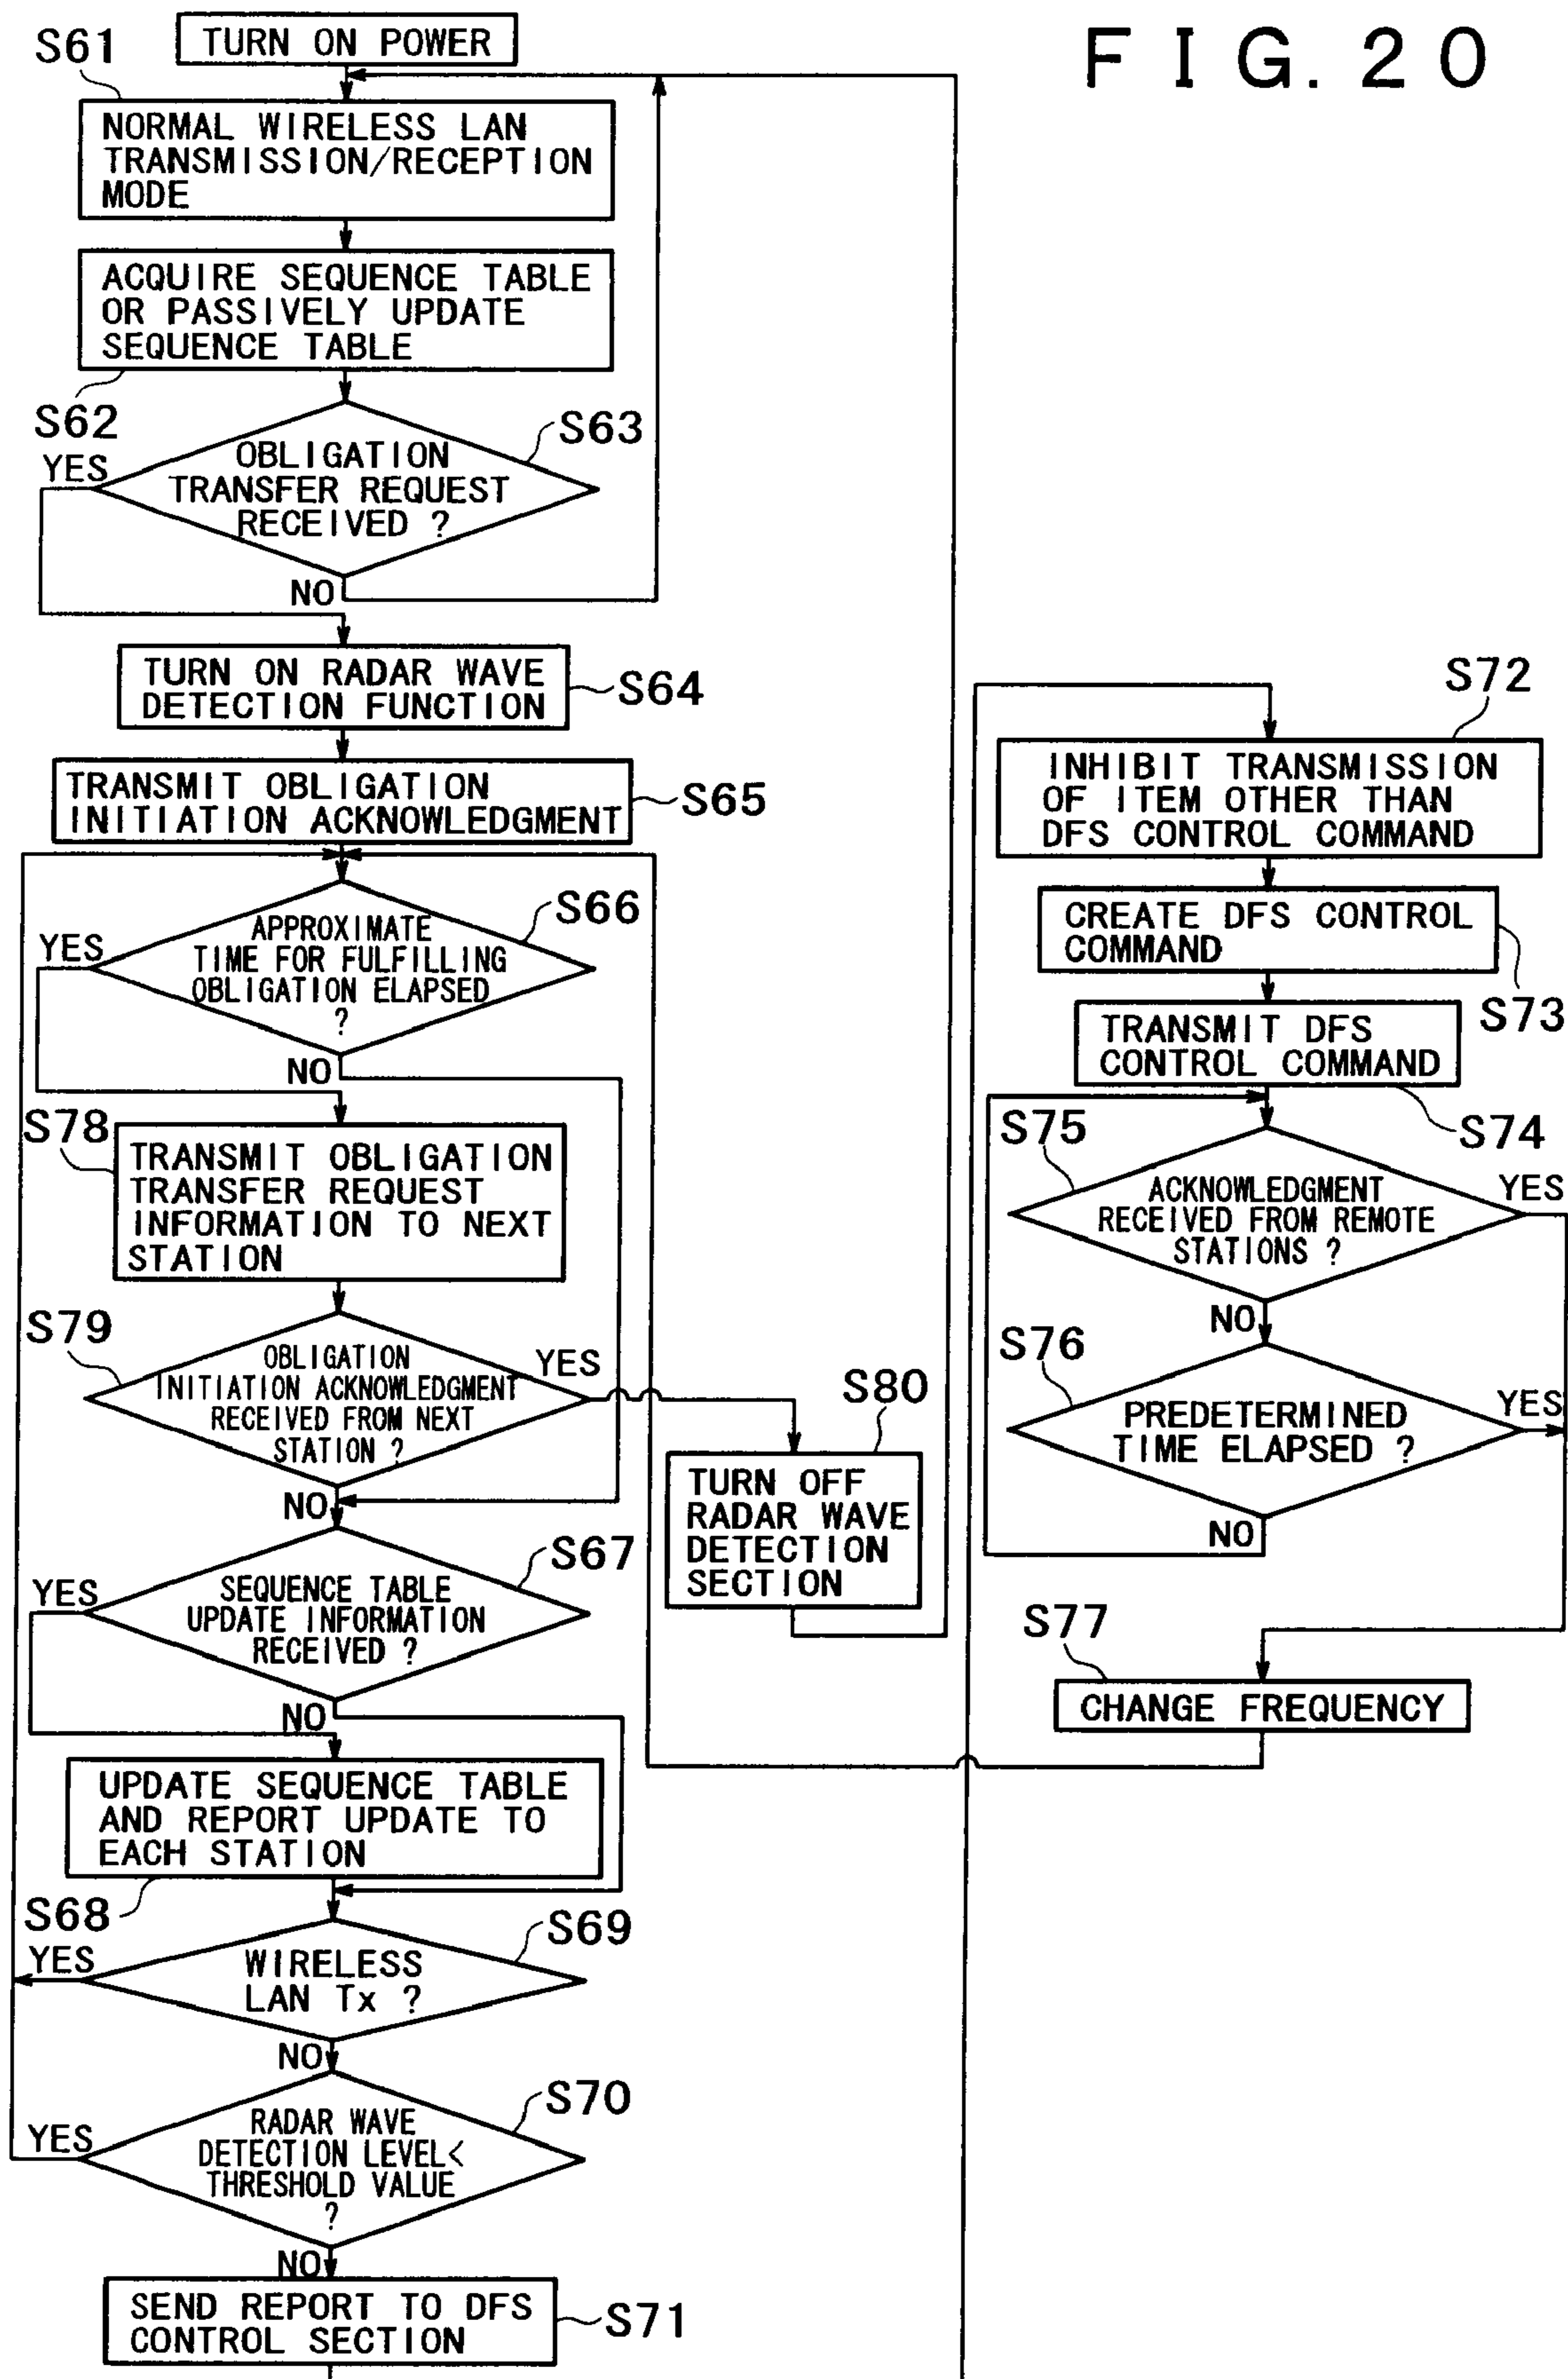 FIG. 20
TURN ON POWER
S61
NORMAL WIRELESS LAN
TRANSMISSION/RECEPTION
MODE
ACQUIRE SEQUENCE TABLE
OR PASSIVELY UPDATE
SEQUENCE TABLE
S62
S63
YES
OBLIGATION
TRANSFER REQUEST
RECEIVED ?
NO
TURN ON RADAR WAVE
DETECTION FUNCTION
S64
TRANSMIT OBLIGATION
INITIATION ACKNOWLEDGMENT
S65
S66
YES
APPROXIMATE
TIME FOR FULFILLING
OBLIGATION ELAPSED
?
NO
S78
TRANSMIT OBLIGATION
TRANSFER REQUEST
INFORMATION TO NEXT
STATION
S79
OBLIGATION
INITIATION ACKNOWLEDGMENT
RECEIVED FROM NEXT
STATION ?
YES
NO
S80
TURN OFF
RADAR WAVE
DETECTION
SECTION
S67
YES
SEQUENCE TABLE
UPDATE INFORMATION
RECEIVED ?
NO
UPDATE SEQUENCE TABLE
AND REPORT UPDATE TO
EACH STATION
S68
S69
YES
WIRELESS
LAN Tx ?
NO
S70
YES
RADAR WAVE
DETECTION LEVEL<
THRESHOLD VALUE
?
NO
SEND REPORT TO DFS
CONTROL SECTION
S71
S72
INHIBIT TRANSMISSION
OF ITEM OTHER THAN
DFS CONTROL COMMAND
CREATE DFS CONTROL
COMMAND
S73
TRANSMIT DFS
CONTROL COMMAND
S74
S75
ACKNOWLEDGMENT
RECEIVED FROM REMOTE
STATIONS ?
YES
NO
S76
PREDETERMINED
TIME ELAPSED ?
YES
NO
S77
CHANGE FREQUENCY